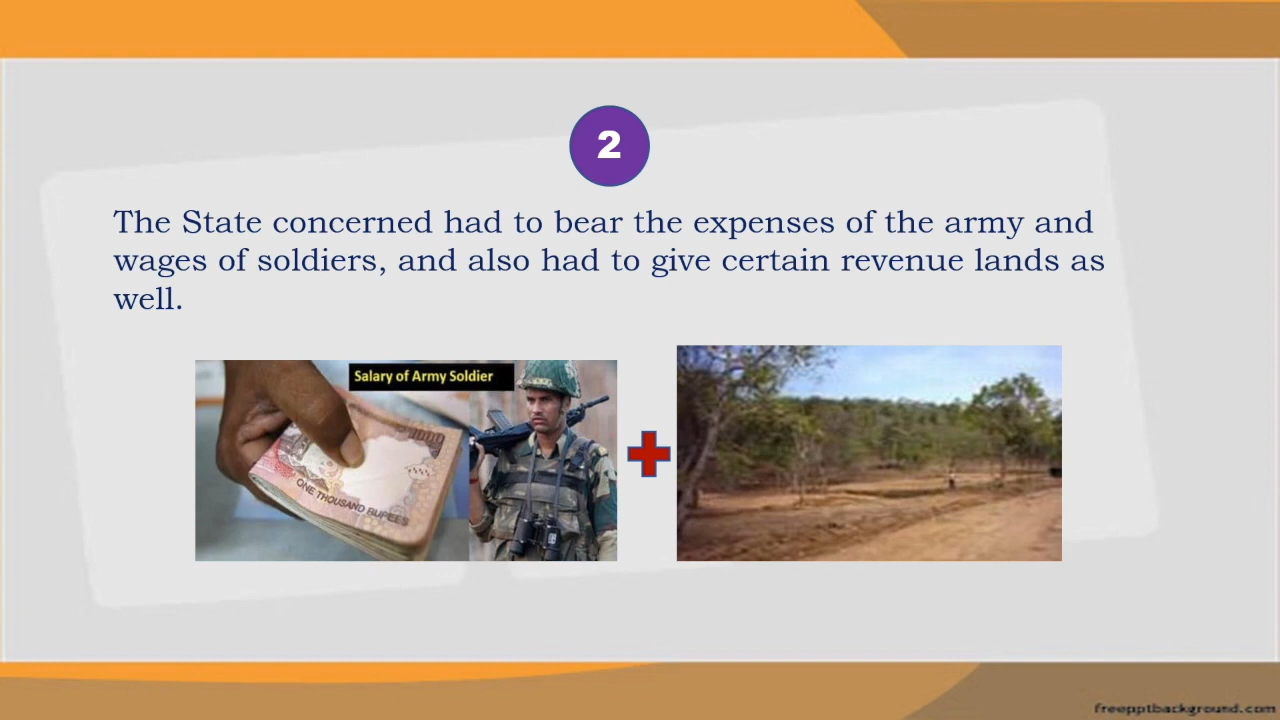 2
The State concerned had to bear the expenses of the army and
wages of soldiers, and also had to give certain revenue lands as
well.
Salary of Army Soldier
ONE THOUSAND RUPEES
freepptbackground.com